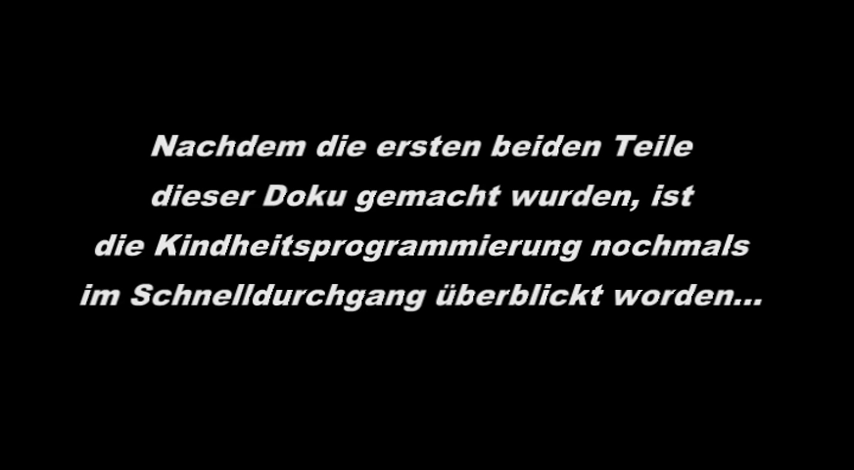 Nachdem die ersten beiden Teile
dieser Doku gemacht wurden, ist
die Kindheitsprogrammierung nochmals
im Schnelldurchgang überblickt worden...